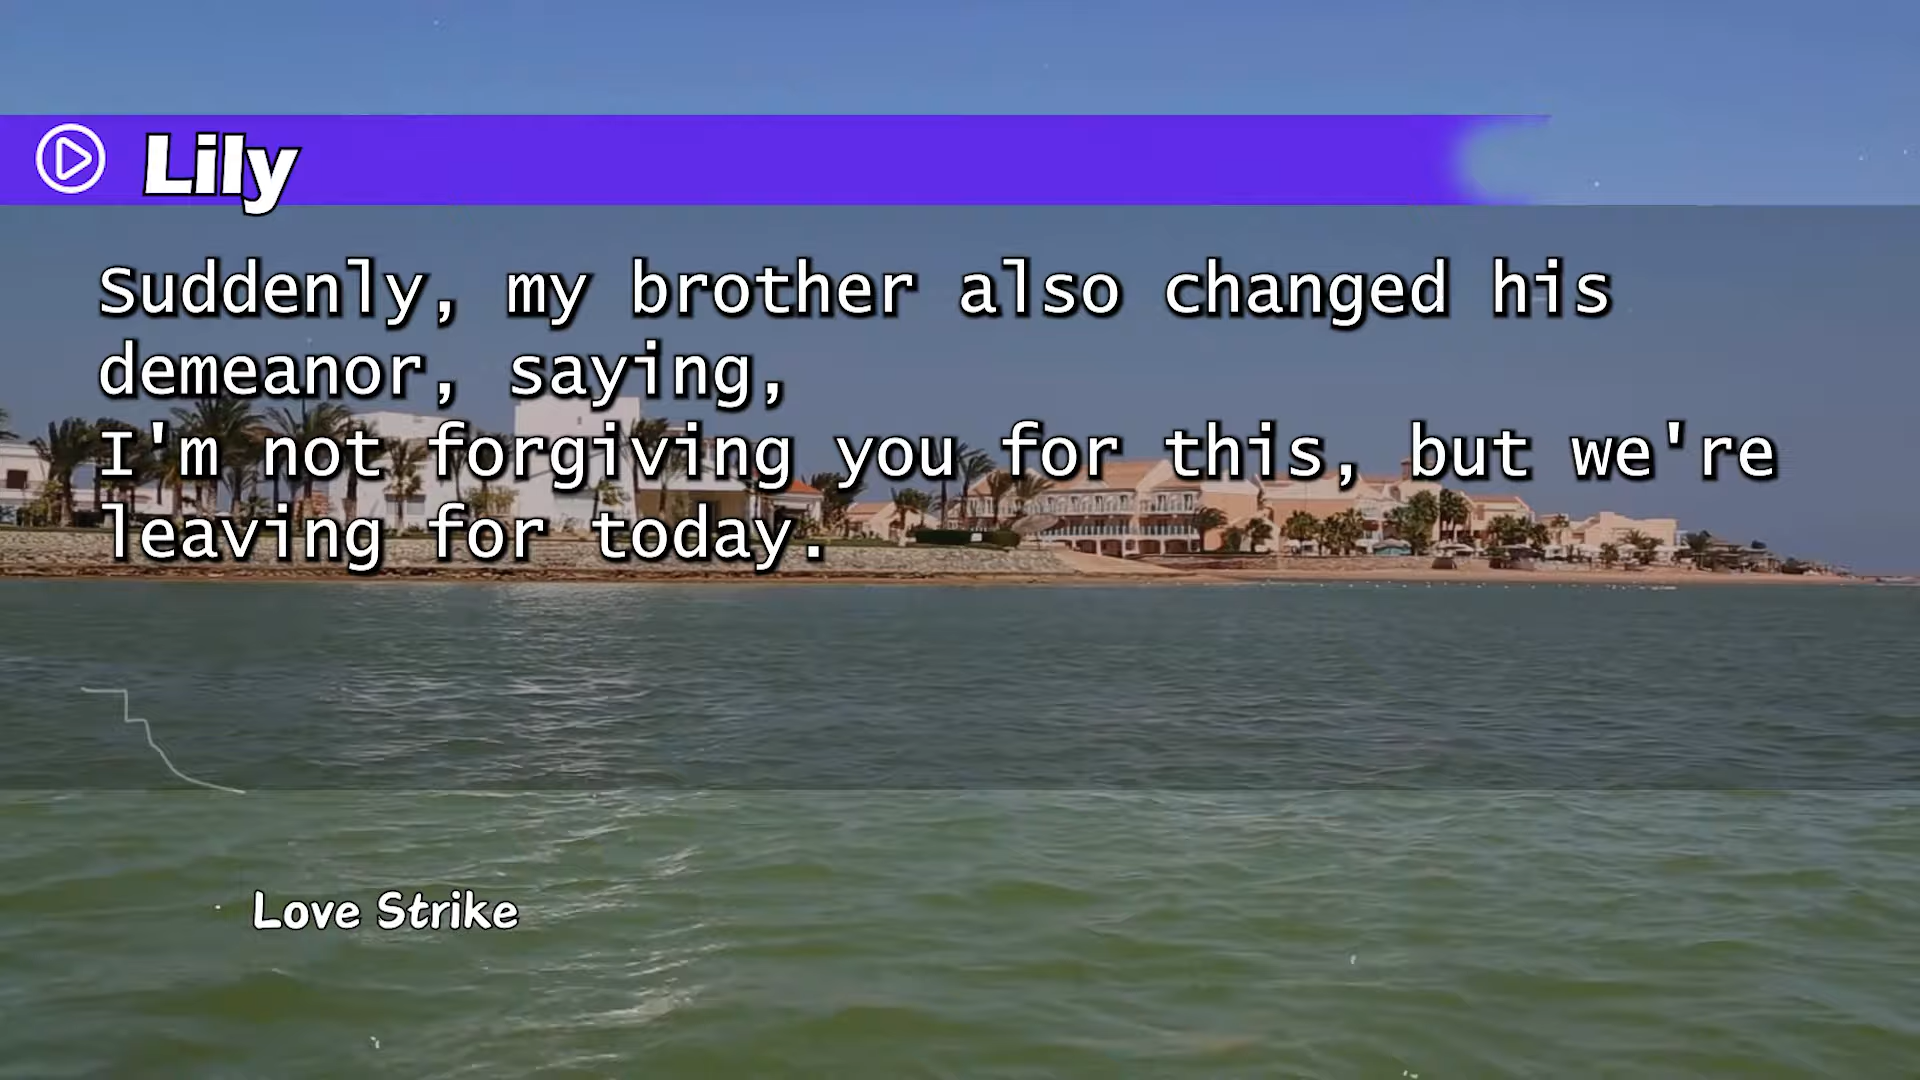 Lily
Suddenly, my brother also changed his
demeanor, saying,
I'm not forgiving you for this, but we're
leaving for today.
Love Strike